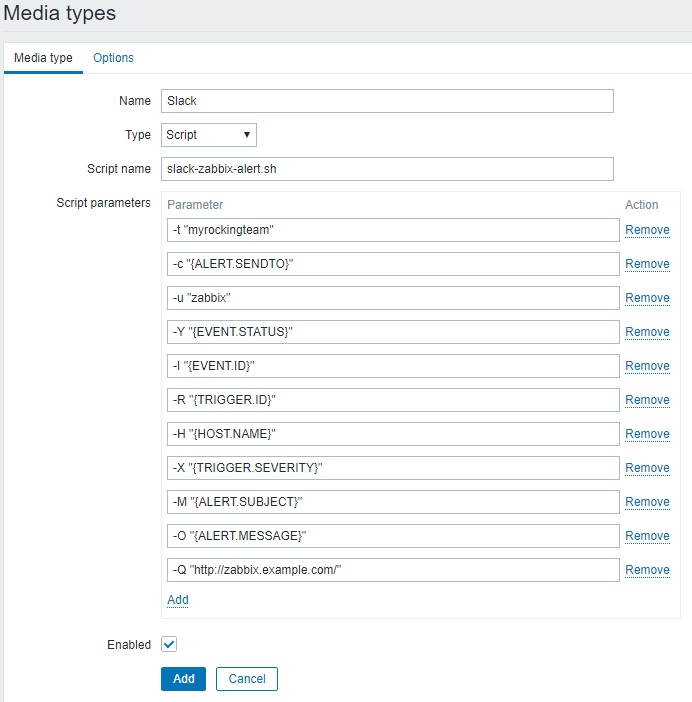 Media types
Media type Options
Name Slack
Type Script
Script name slack-zabbix-alert.sh
Script parameters Parameter Action
-t "myrockingteam" Remove
-c "{ALERT.SENDTO}" Remove
-u "zabbix" Remove
-Y "{EVENT.STATUS}" Remove
-I "{EVENT.ID}" Remove
-R "{TRIGGER.ID}" Remove
-H "{HOST.NAME}" Remove
-X "{TRIGGER.SEVERITY}" Remove
-M "{ALERT.SUBJECT}" Remove
-O "{ALERT.MESSAGE}" Remove
-Q "http://zabbix.example.com/" Remove
Add
Enabled
Add Cancel